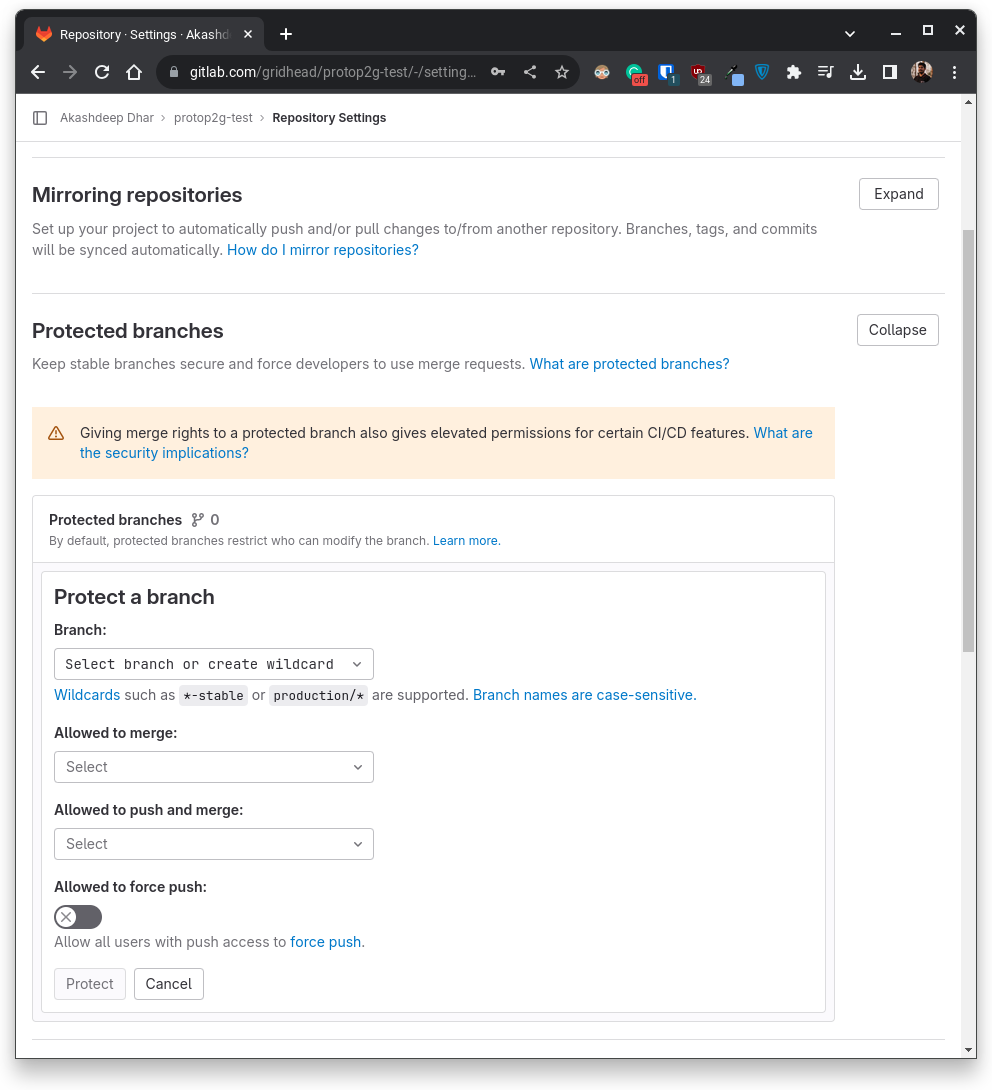 Repository · Settings · Akashd
gitlab.com/gridhead/protop2g-test/-/setting...
off
1
24
Akashdeep Dhar › protop2g-test › Repository Settings
Mirroring repositories
Expand
Set up your project to automatically push and/or pull changes to/from another repository. Branches, tags, and commits
will be synced automatically. How do I mirror repositories?
Protected branches
Collapse
Keep stable branches secure and force developers to use merge requests. What are protected branches?
Giving merge rights to a protected branch also gives elevated permissions for certain CI/CD features. What are
the security implications?
Protected branches 0
By default, protected branches restrict who can modify the branch. Learn more.
Protect a branch
Branch:
Select branch or create wildcard
Wildcards such as *-stable or production/* are supported. Branch names are case-sensitive.
Allowed to merge:
Select
Allowed to push and merge:
Select
Allowed to force push:
Allow all users with push access to force push.
Protect Cancel